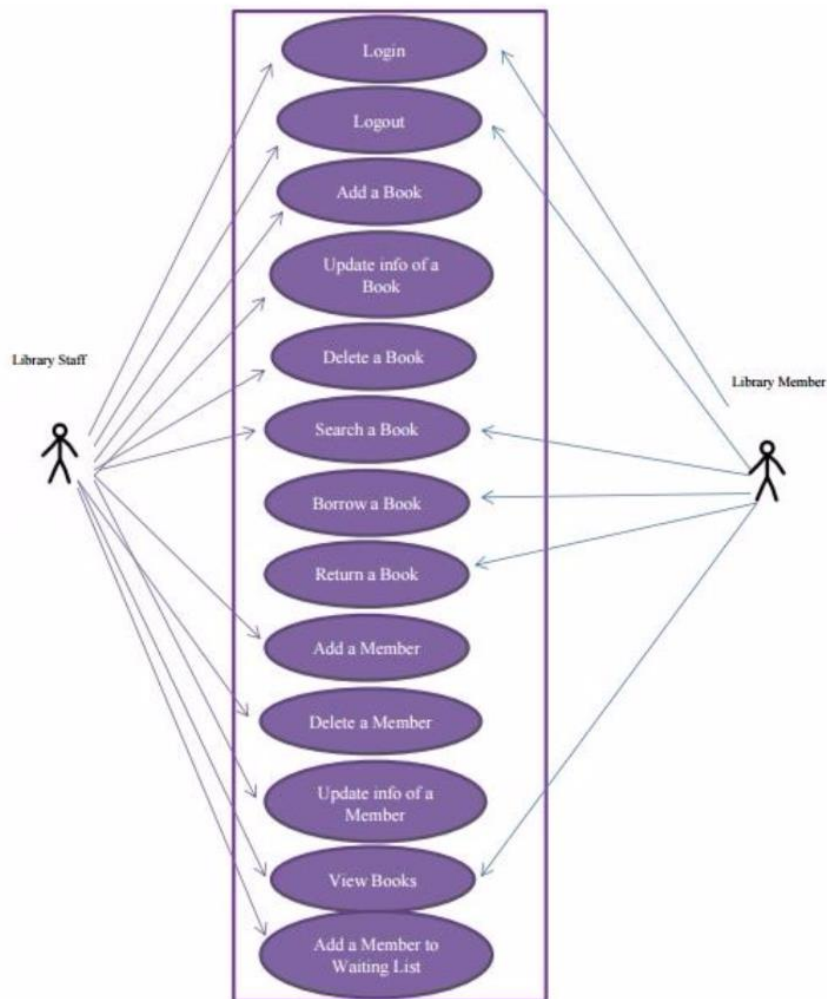 Login
Logout
Add a Book
Update info of a
Book
Library Staff
Delete a Book
Library Member
Search a Book
Borrow a Book
Return a Book
Add a Member
Delete a Member
Update info of a
Member
View Books
Add a Member to
Waiting List